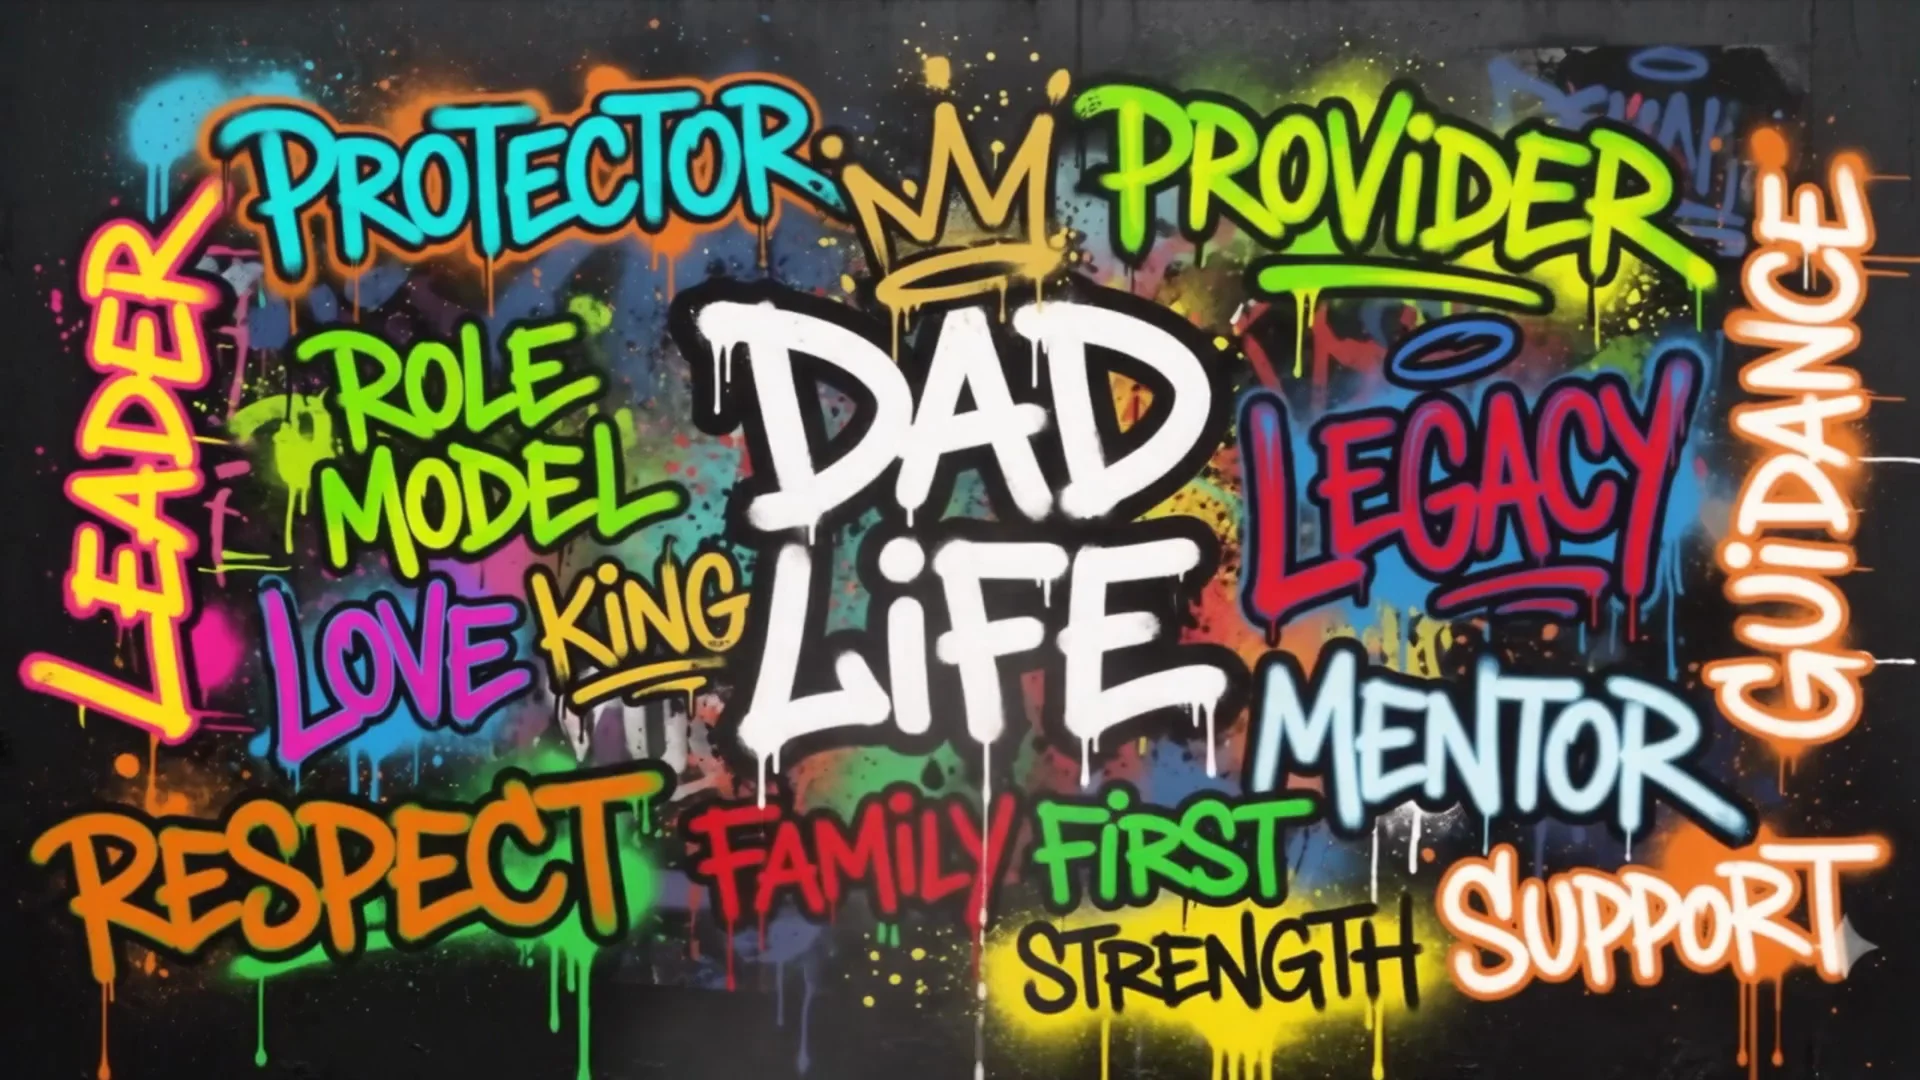 PROTECTOR
PROVIDER
LEADER
GUIDANCE
ROLE
MODEL
DAD
LIFE
LEGACY
LOVE
KING
MENTOR
RESPECT
FAMILY FIRST
STRENGTH
SUPPORT